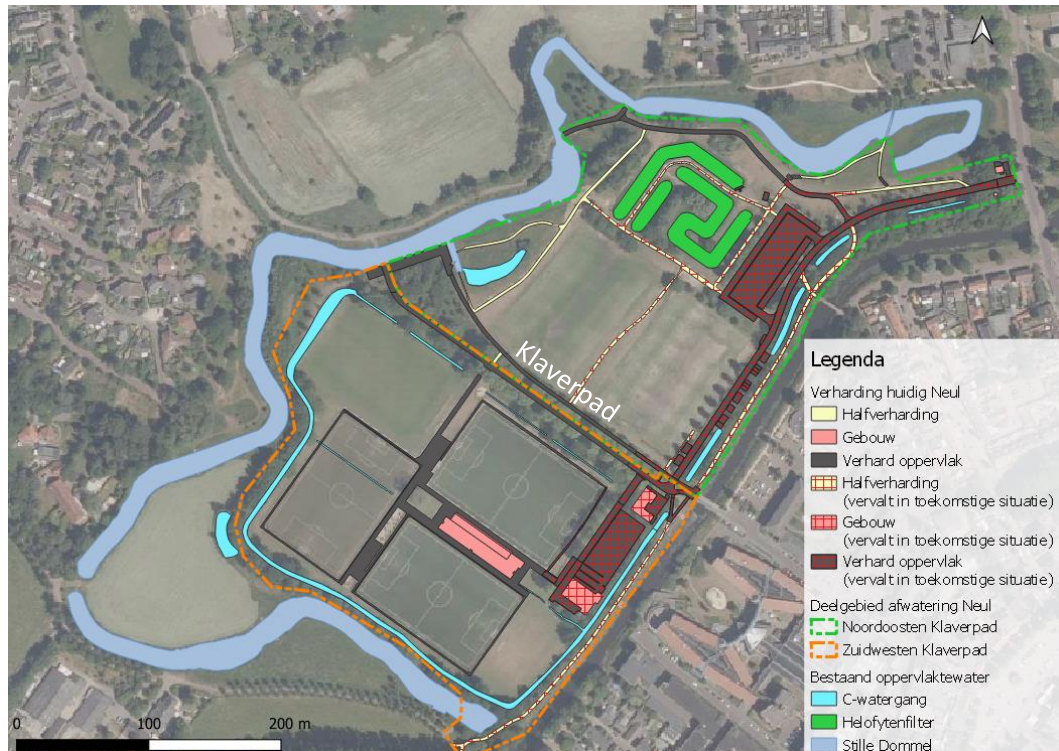 Klaverpad
Legenda
Verharding huidig Neul
Halfverharding
Gebouw
Verhard oppervlak
Halfverharding
(vervalt in toekomstige situatie)
Gebouw
(vervalt in toekomstige situatie)
Verhard oppervlak
(vervalt in toekomstige situatie)
Deelgebied afwatering Neul
Noordoosten Klaverpad
Zuidwesten Klaverpad
Bestaand oppervlaktewater
C-watergang
Helofytenfilter
Stille Dommel
0 100 200 m